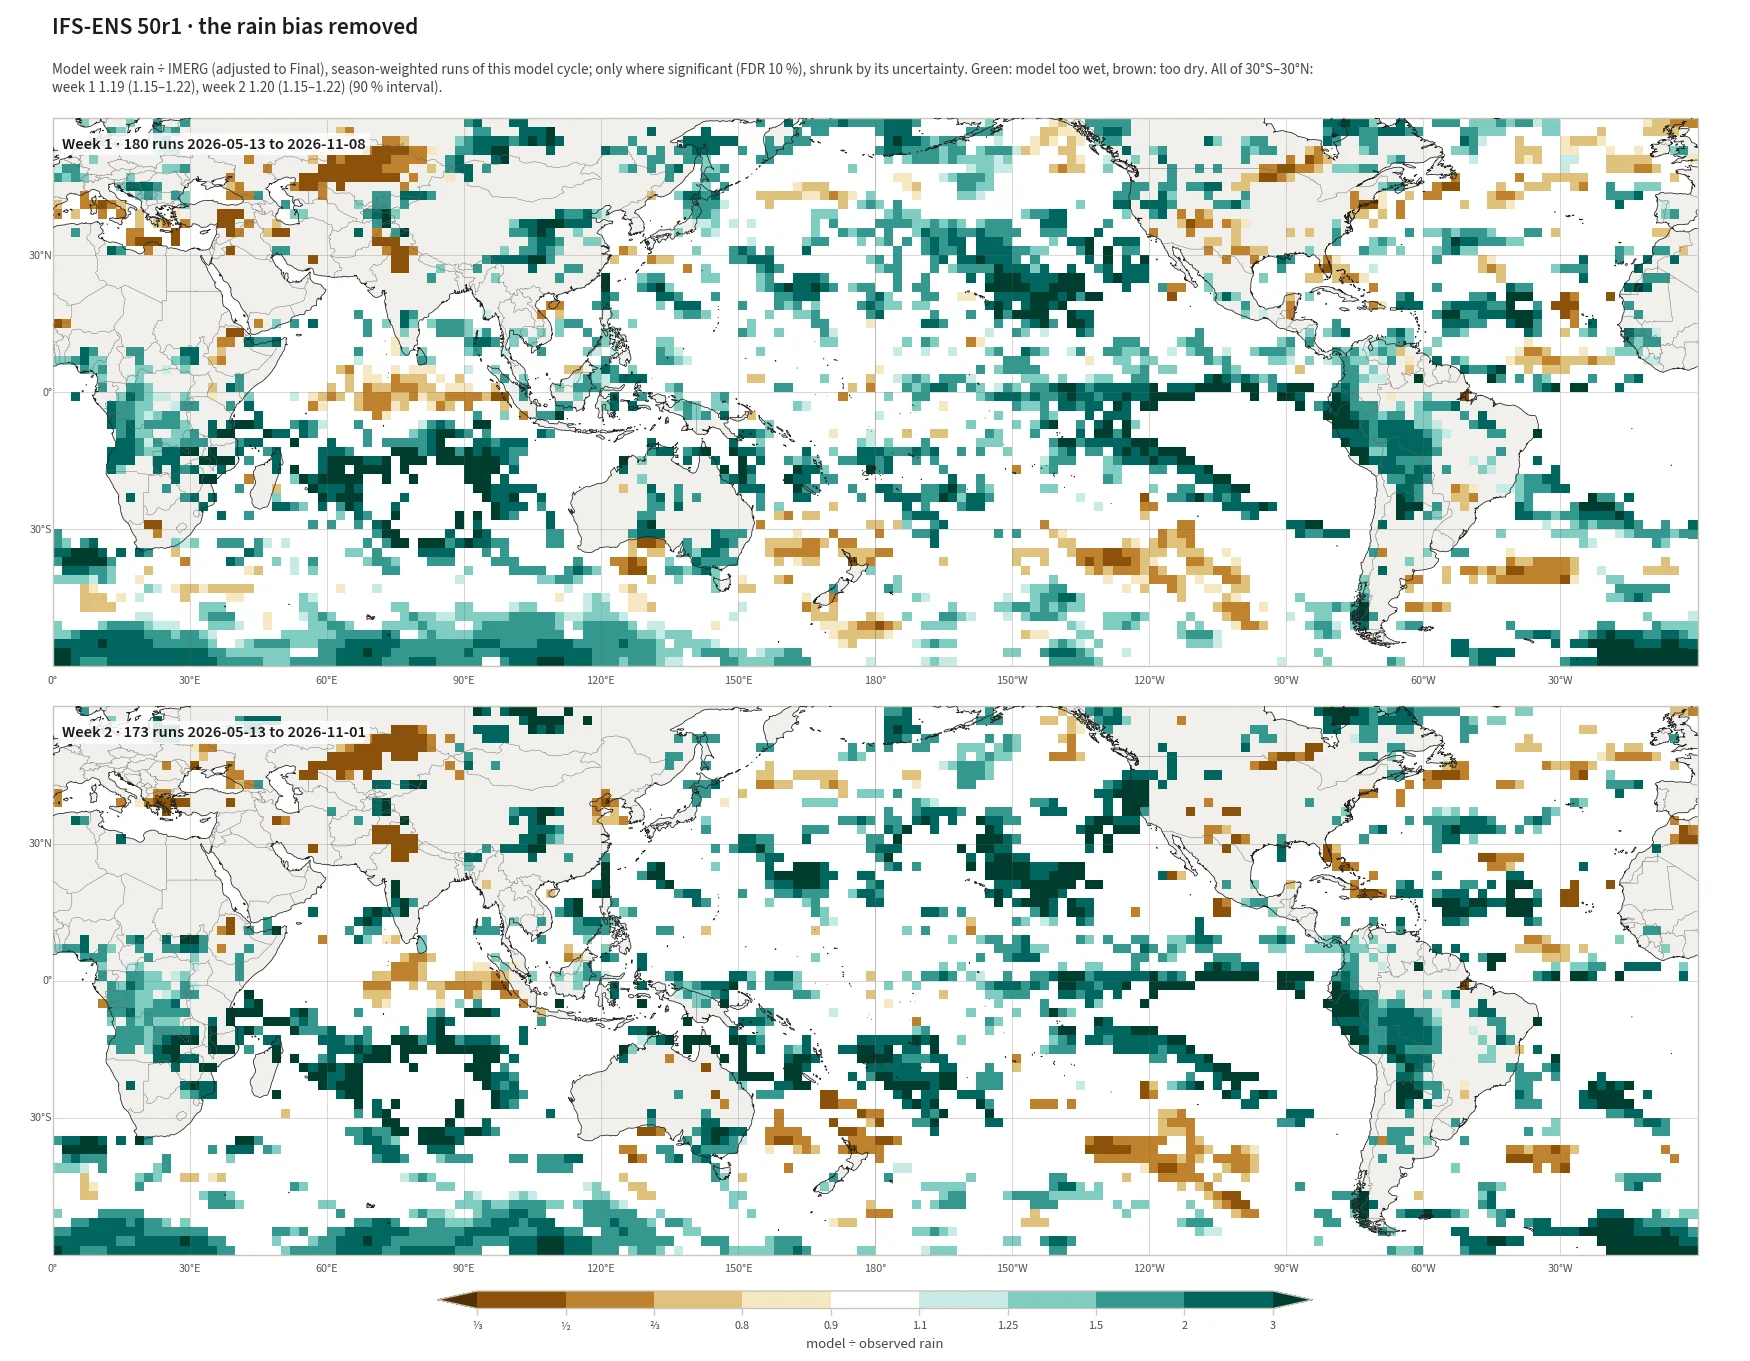 IFS-ENS 50r1 · the rain bias removed
Model week rain ÷ IMERG (adjusted to Final), season-weighted runs of this model cycle; only where significant (FDR 10 %), shrunk by its uncertainty. Green: model too wet, brown: too dry. All of 30°S–30°N:
week 1 1.19 (1.15–1.22), week 2 1.20 (1.15–1.22) (90 % interval).
Week 1 · 180 runs 2026-05-13 to 2026-11-08
30°N
0°
30°S
0° 30°E 60°E 90°E 120°E 150°E 180° 150°W 120°W 90°W 60°W 30°W
Week 2 · 173 runs 2026-05-13 to 2026-11-01
30°N
0°
30°S
0° 30°E 60°E 90°E 120°E 150°E 180° 150°W 120°W 90°W 60°W 30°W
⅓ ½ ⅔ 0.8 0.9 1.1 1.25 1.5 2 3
model ÷ observed rain